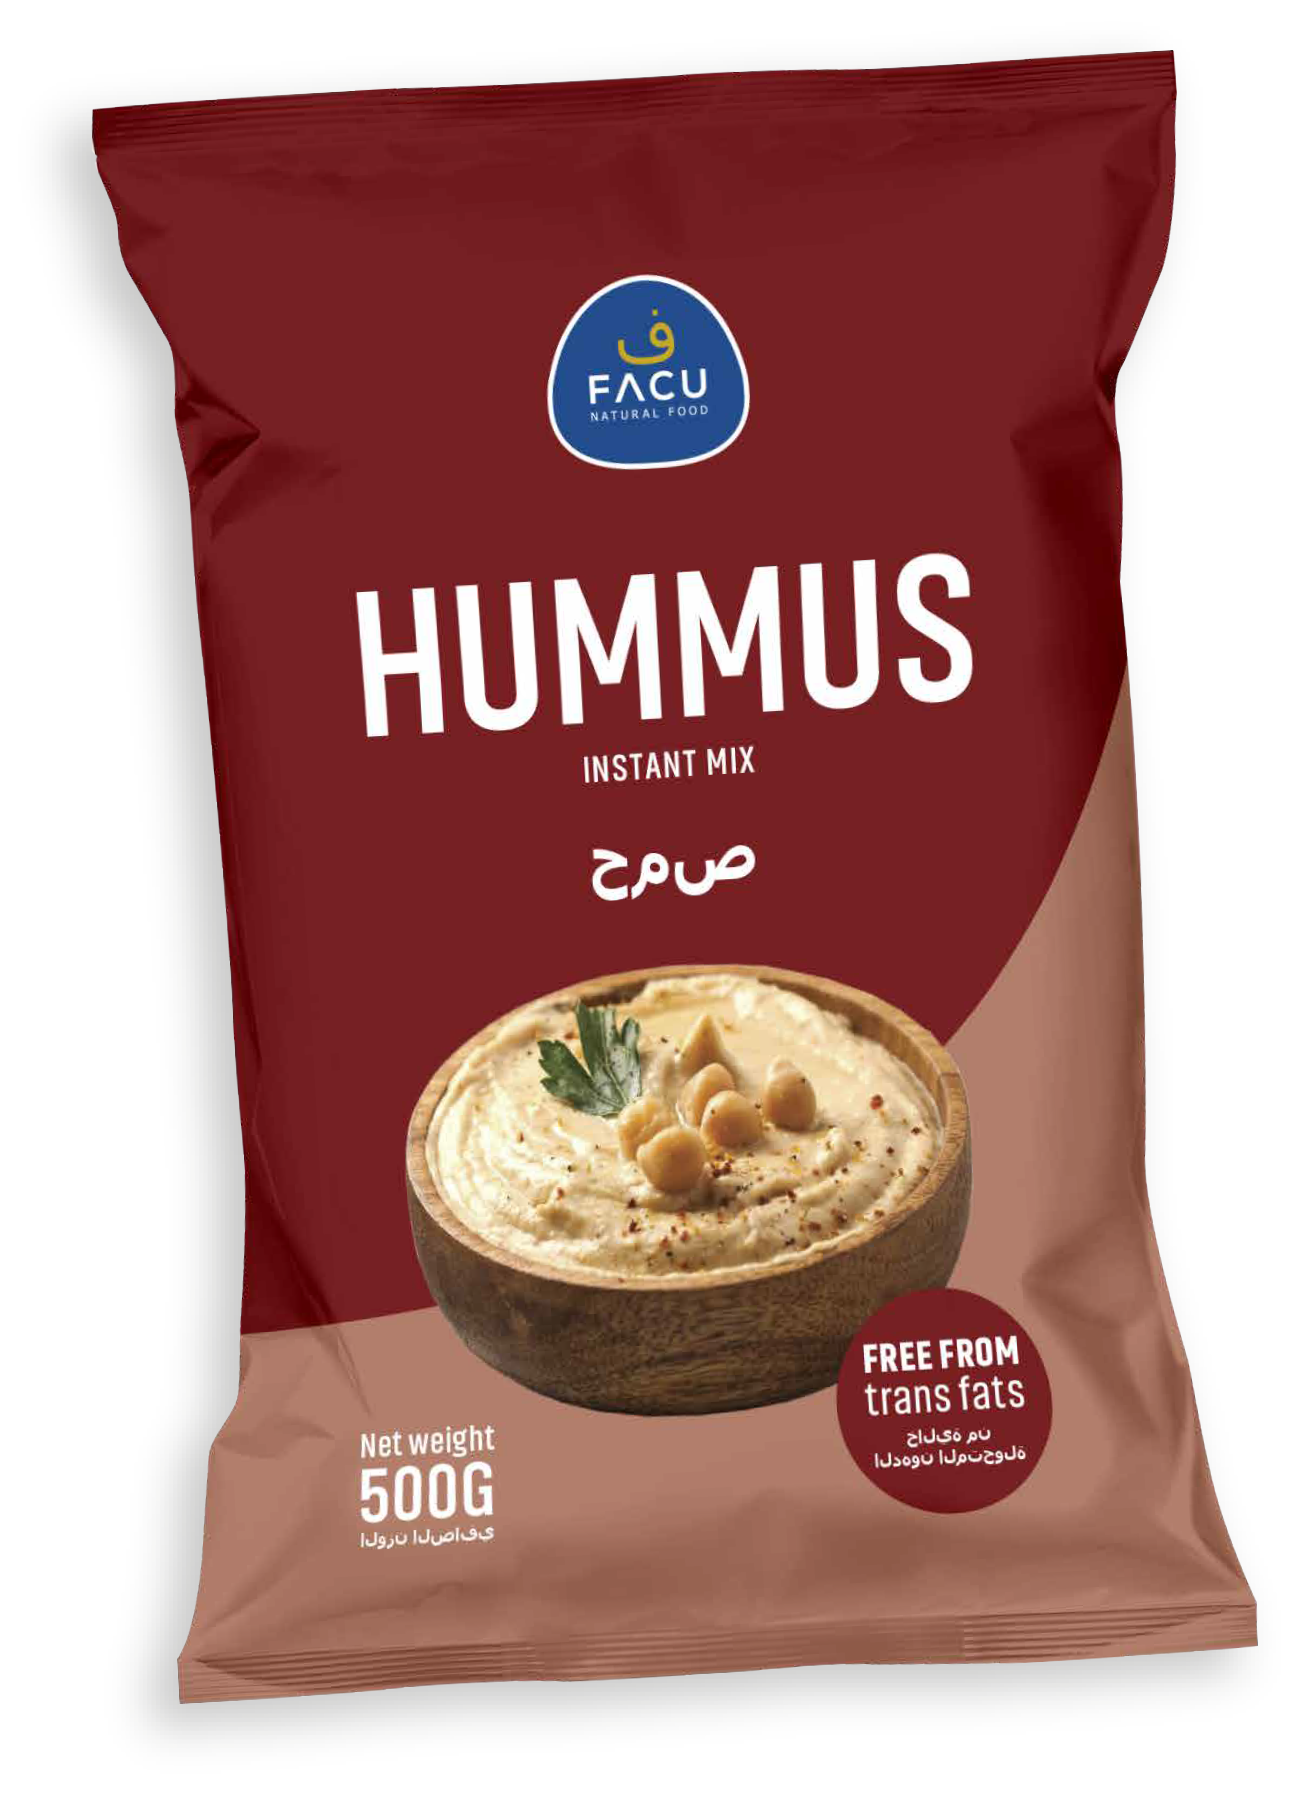 ف
FACU
NATURAL FOOD
HUMMUS
INSTANT MIX
حمص
FREE FROM
trans fats
خالية من
الدهون المتحولة
Net weight
500G
الوزن الصافي